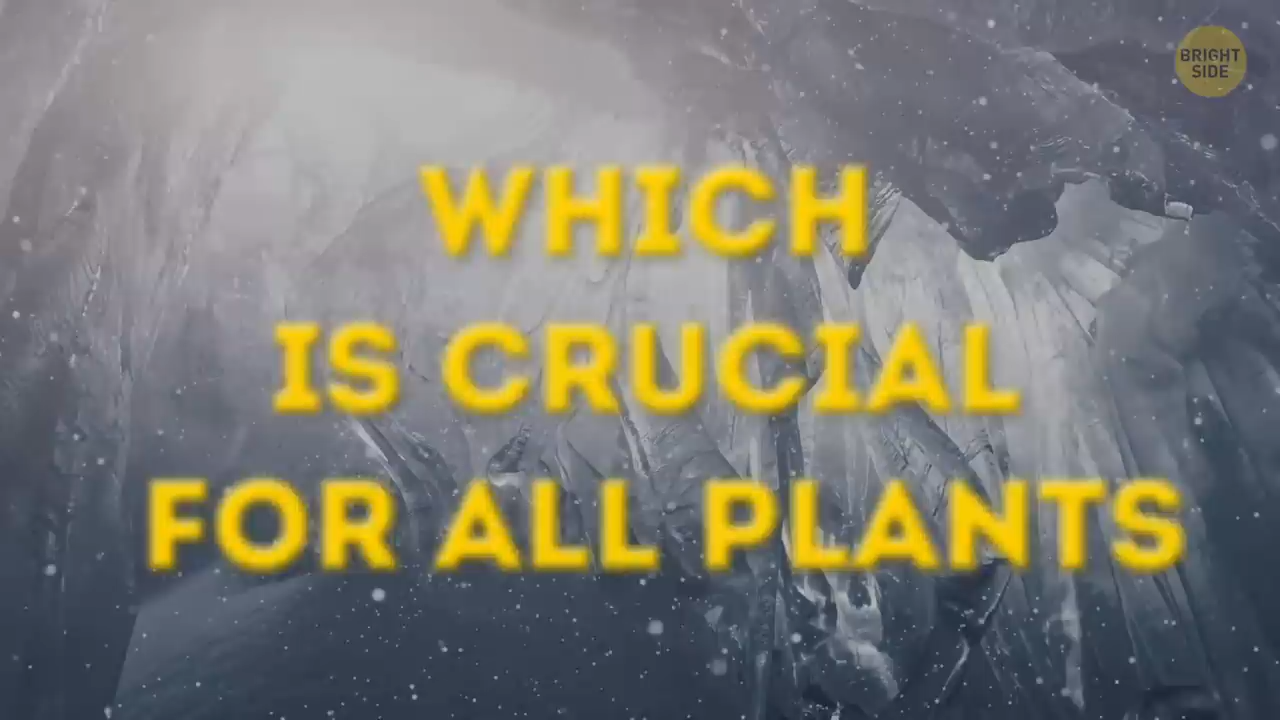 BRIGHT
SIDE
WHICH
IS CRUCIAL
FOR ALL PLANTS